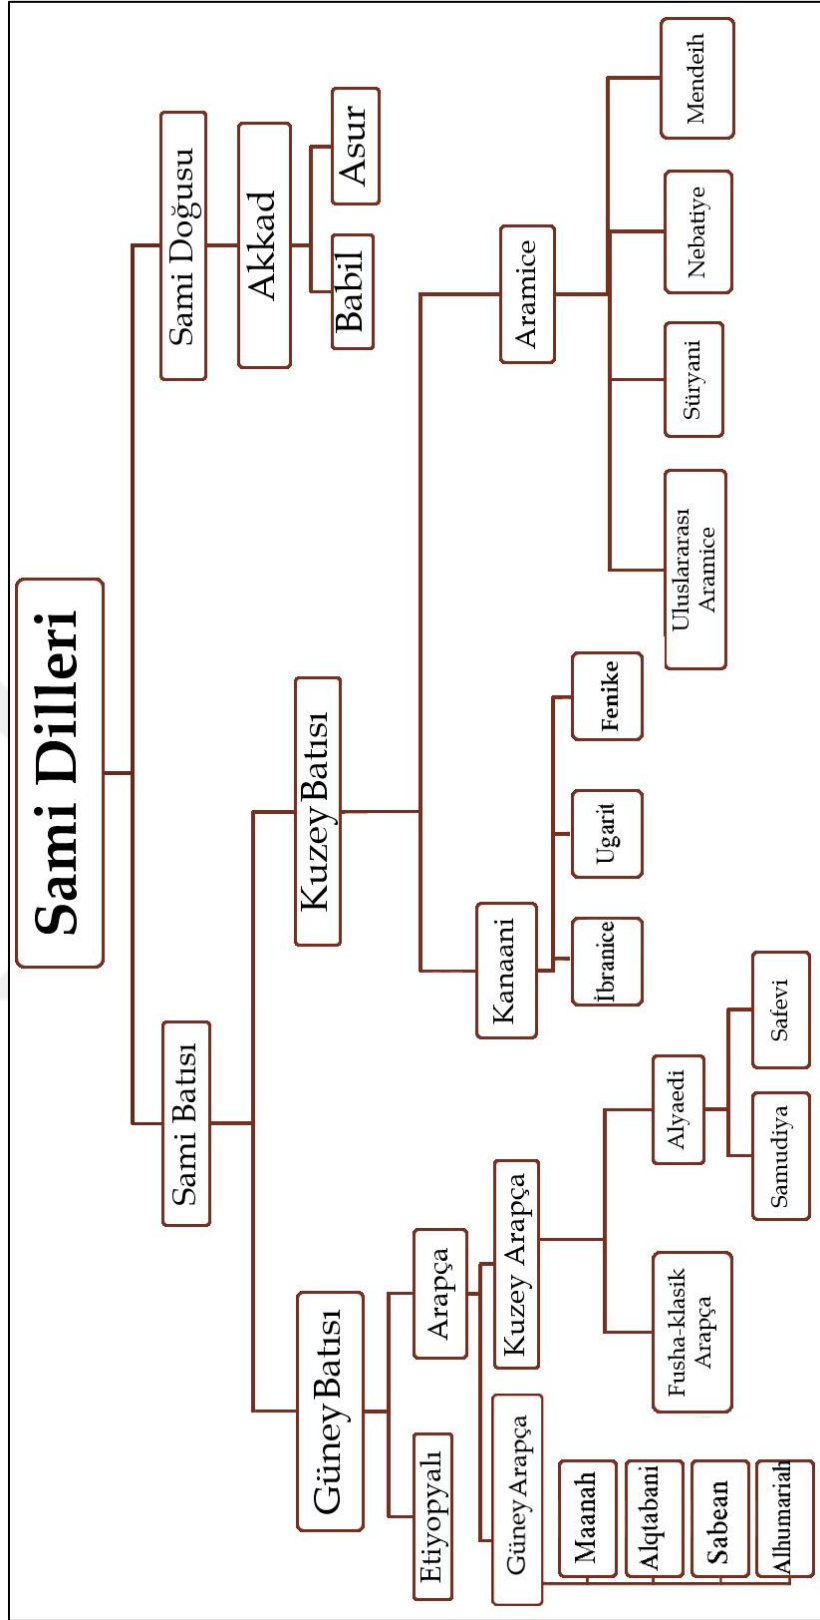 Sami Dilleri
Sami Batısı
Sami Doğusu
Güney Batısı
Kuzey Batısı
Akkad
Babil
Asur
Etiyopyalı
Arapça
Kanaani
Aramice
Güney Arapça
Kuzey Arapça
İbranice
Ugarit
Fenike
Uluslararası
Aramice
Süryani
Nebatiye
Mendeih
Maanah
Alqtabani
Sabean
Alhumariah
Fusha-klasik
Arapça
Alyaedi
Samudiya
Safevi